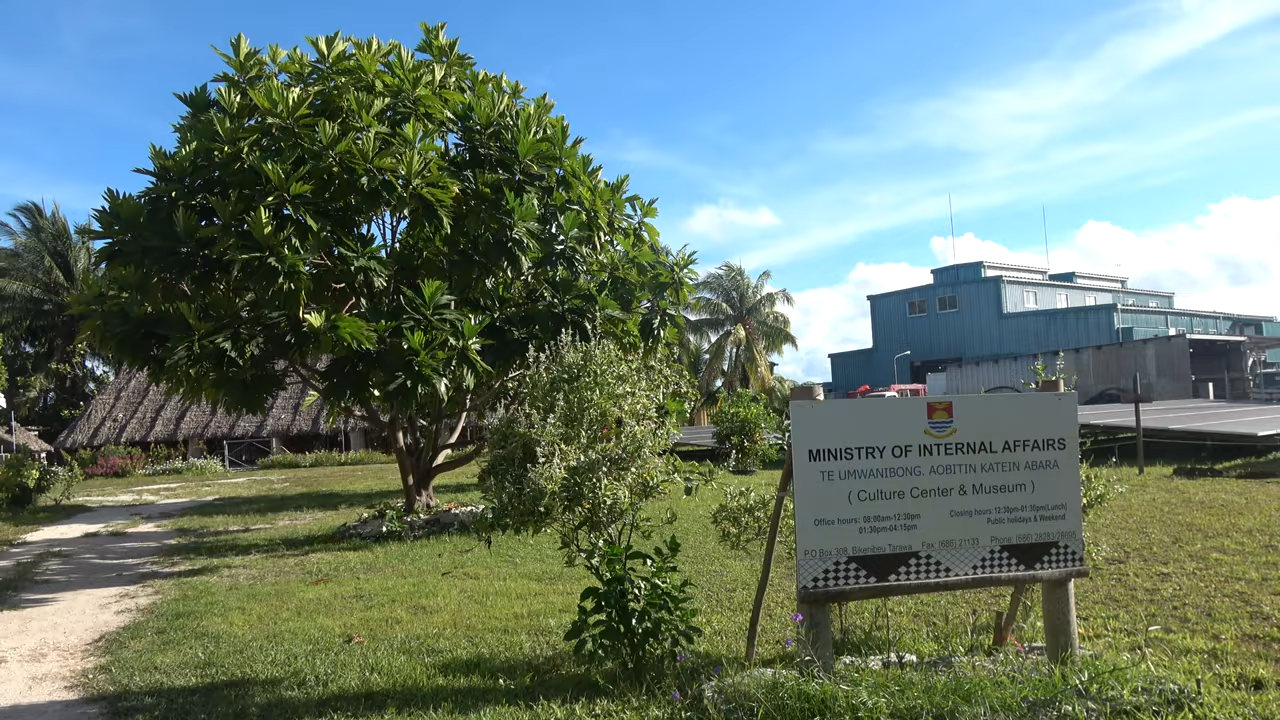 MINISTRY OF INTERNAL AFFAIRS
TE UMWANIBONG. AOBITIN KATEIN ABARA
( Culture Center & Museum )
Office hours: 08:00am-12:30pm
01:30pm-04:15pm
Closing hours:12:30pm-01:30pm(Lunch)
Public holidays & Weekend
P.O Box 308, Bikenibeu Tarawa Fax: (686) 21133 Phone: (686) 28283/28095